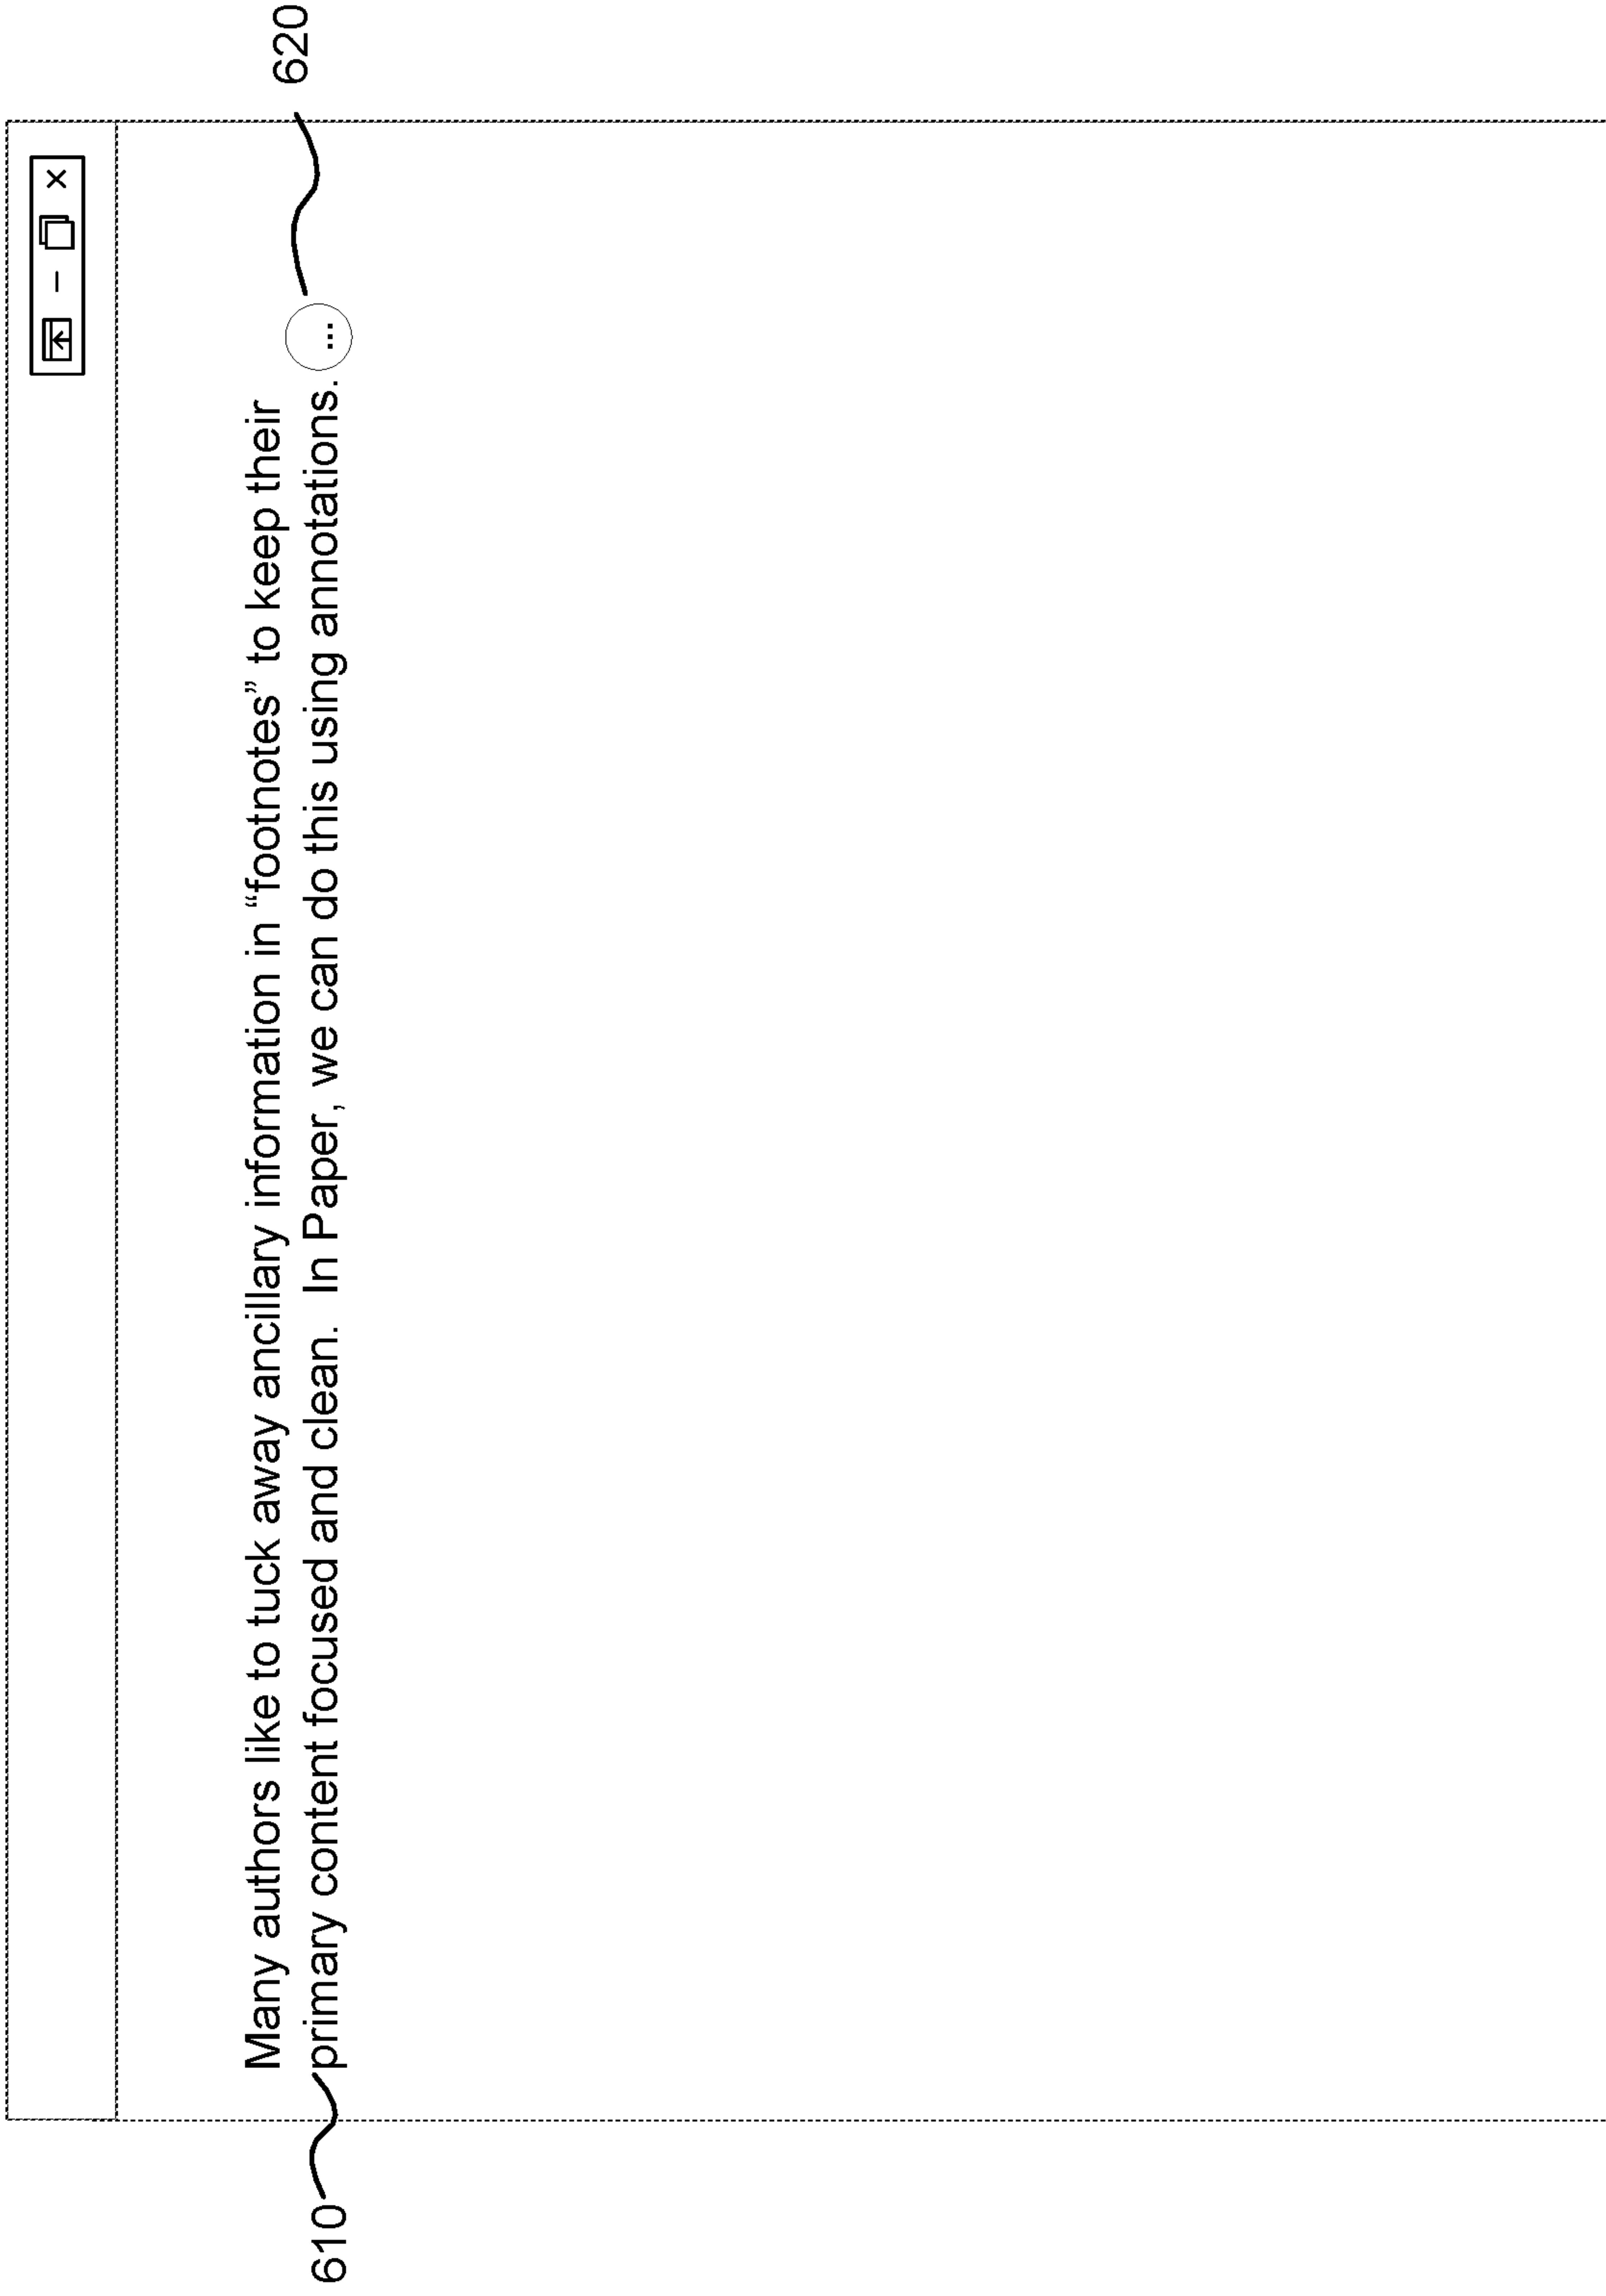 620
Many authors like to tuck away ancillary information in “footnotes” to keep their
primary content focused and clean.  In Paper, we can do this using annotations. ...
610